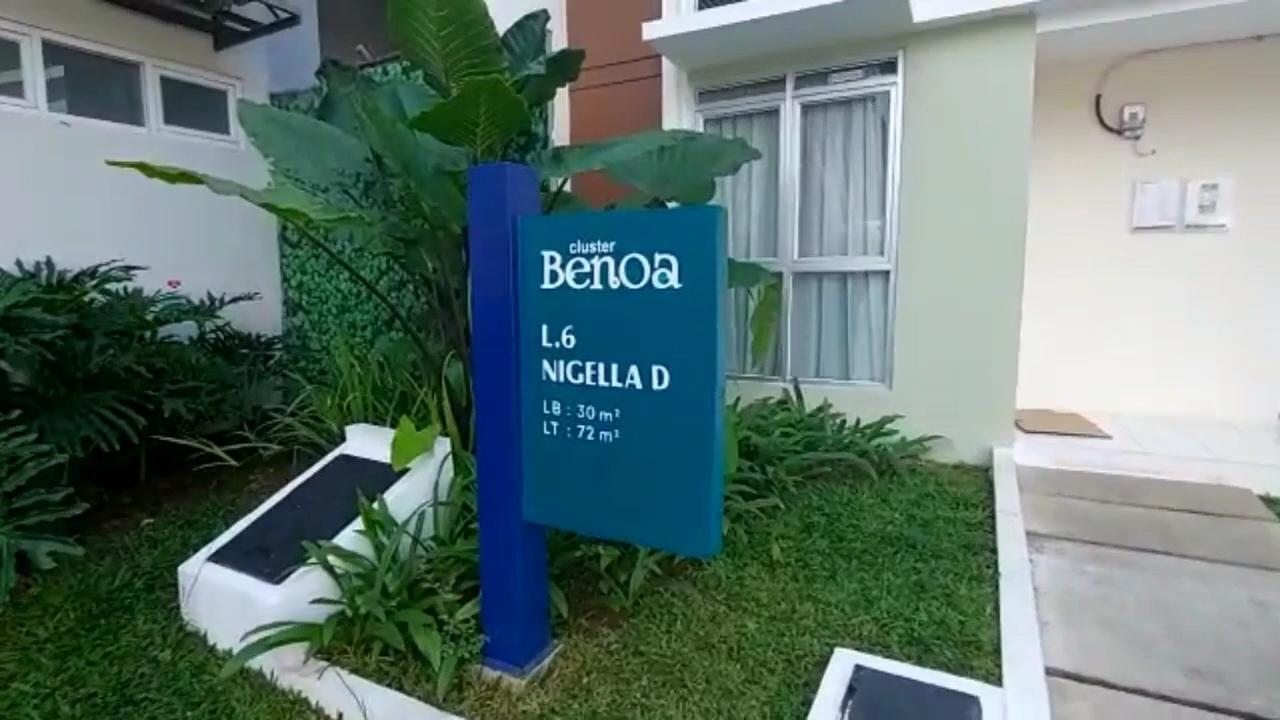 cluster
Benoa
L.6
NIGELLA D
LB : 30 m²
LT : 72 m²